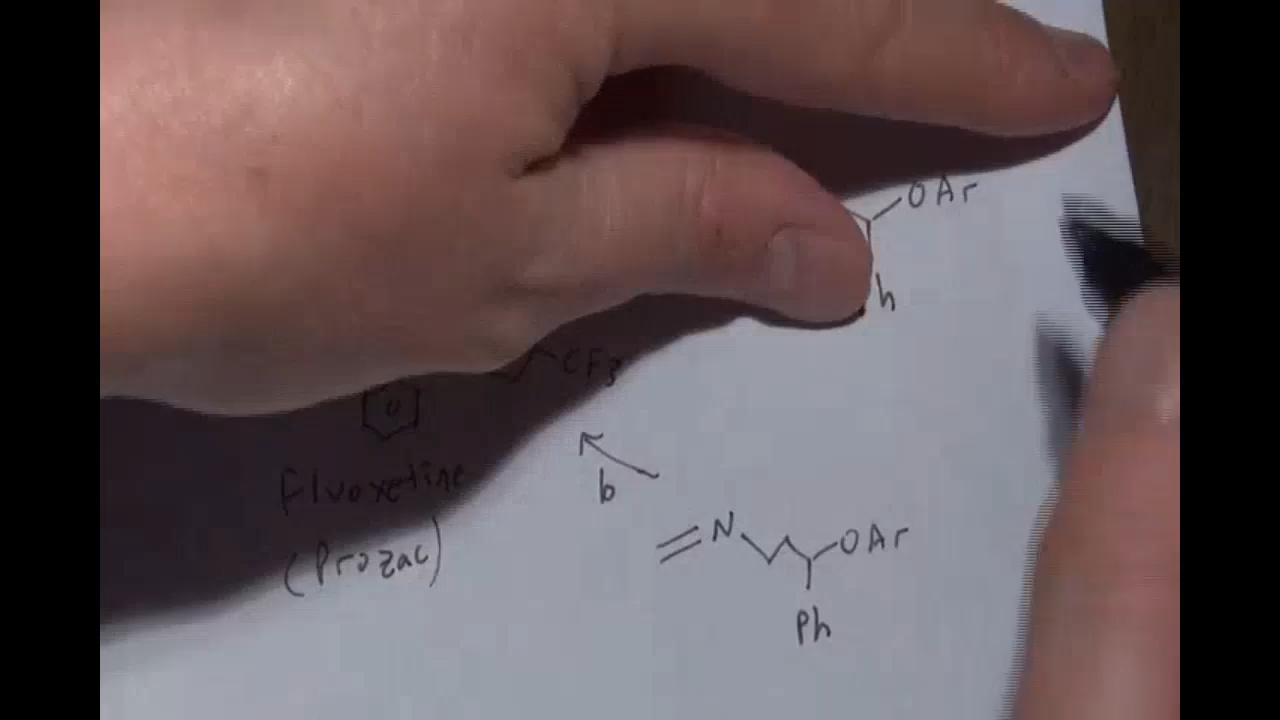 OAr
h
CF3
Fluoxetine
b
(Prozac)
N
OAr
Ph